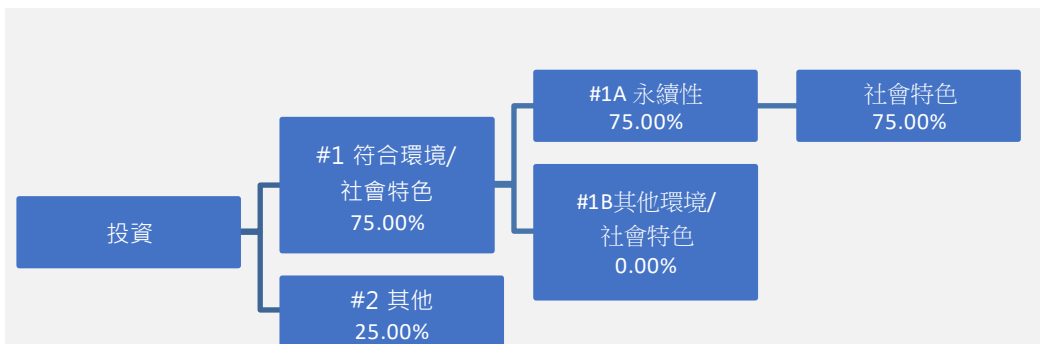 投資
#1 符合環境/
社會特色
75.00%
#2 其他
25.00%
#1A 永續性
75.00%
#1B其他環境/
社會特色
0.00%
社會特色
75.00%